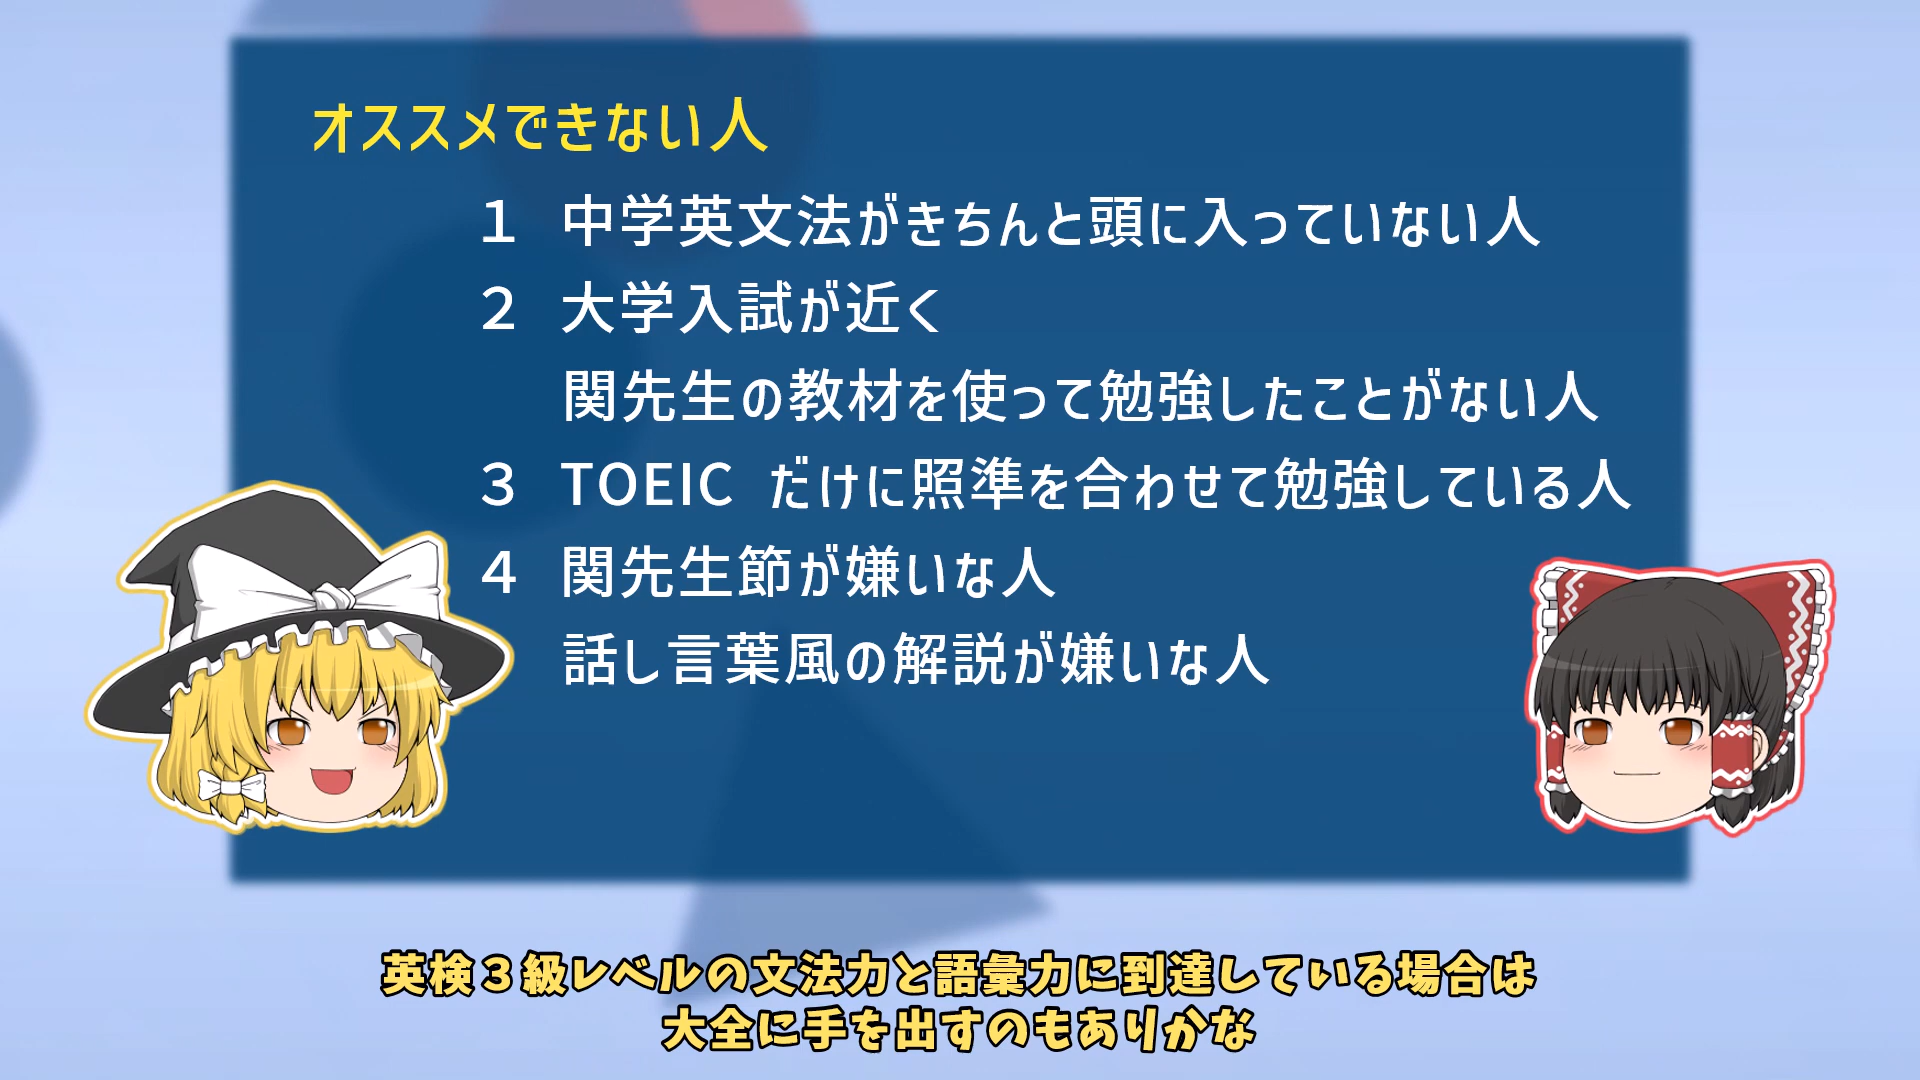 オススメできない人
１ 中学英文法がきちんと頭に入っていない人
２ 大学入試が近く
関先生の教材を使って勉強したことがない人
３ TOEIC だけに照準を合わせて勉強している人
４ 関先生節が嫌いな人
話し言葉風の解説が嫌いな人
英検３級レベルの文法力と語彙力に到達している場合は
大全に手を出すのもありかな